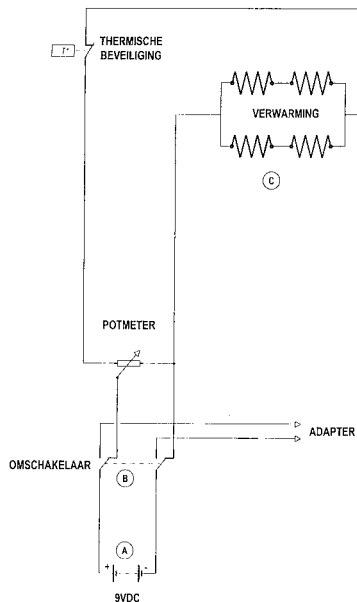 THERMISCHE
BEVEILIGING
T°
VERWARMING
C
POTMETER
ADAPTER
OMSCHAKELAAR
B
A
+ -
9VDC